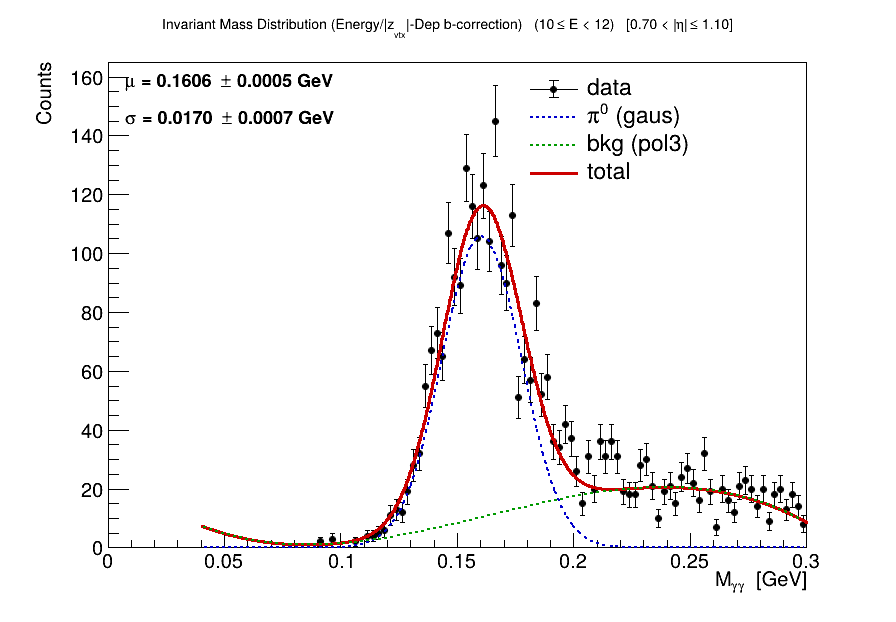 Invariant Mass Distribution (Energy/|z_vtx|-Dep b-correction) (10 ≤ E < 12) [0.70 < |η| ≤ 1.10]
Counts
μ = 0.1606 ± 0.0005 GeV
σ = 0.0170 ± 0.0007 GeV
data
π⁰ (gaus)
bkg (pol3)
total
160
140
120
100
80
60
40
20
0
0 0.05 0.1 0.15 0.2 0.25 0.3
M_γγ [GeV]